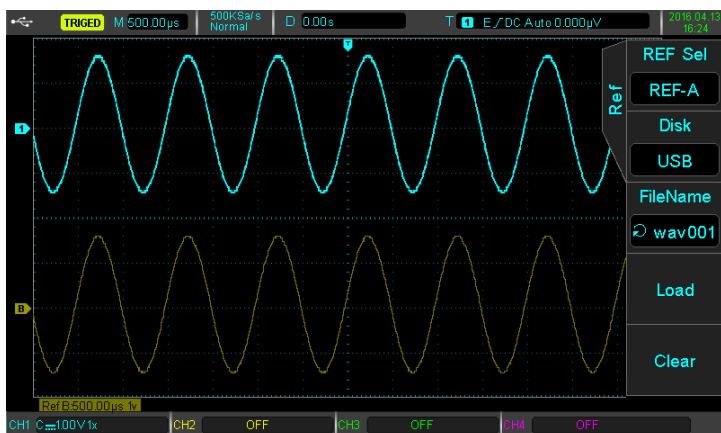 TRIGED M 500.00µs 500KSa/s Normal D 0.00s T 1 E DC Auto 0.000µV 2016.04.13 16:24
T
REF Sel
Ref
REF-A
1
Disk
USB
FileName
wav001
Load
B
Clear
Ref B:500.00µs 1v
CH1 C 1.00V 1x CH2 OFF CH3 OFF CH4 OFF